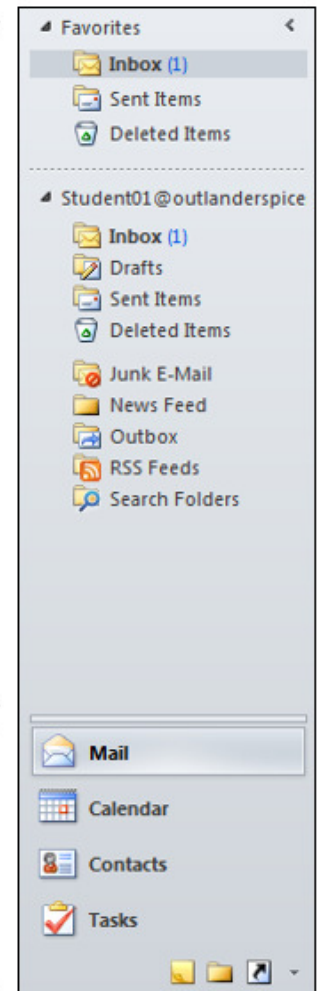 Favorites
Inbox (1)
Sent Items
Deleted Items
Student01@outlanderspice
Inbox (1)
Drafts
Sent Items
Deleted Items
Junk E-Mail
News Feed
Outbox
RSS Feeds
Search Folders
Mail
Calendar
Contacts
Tasks